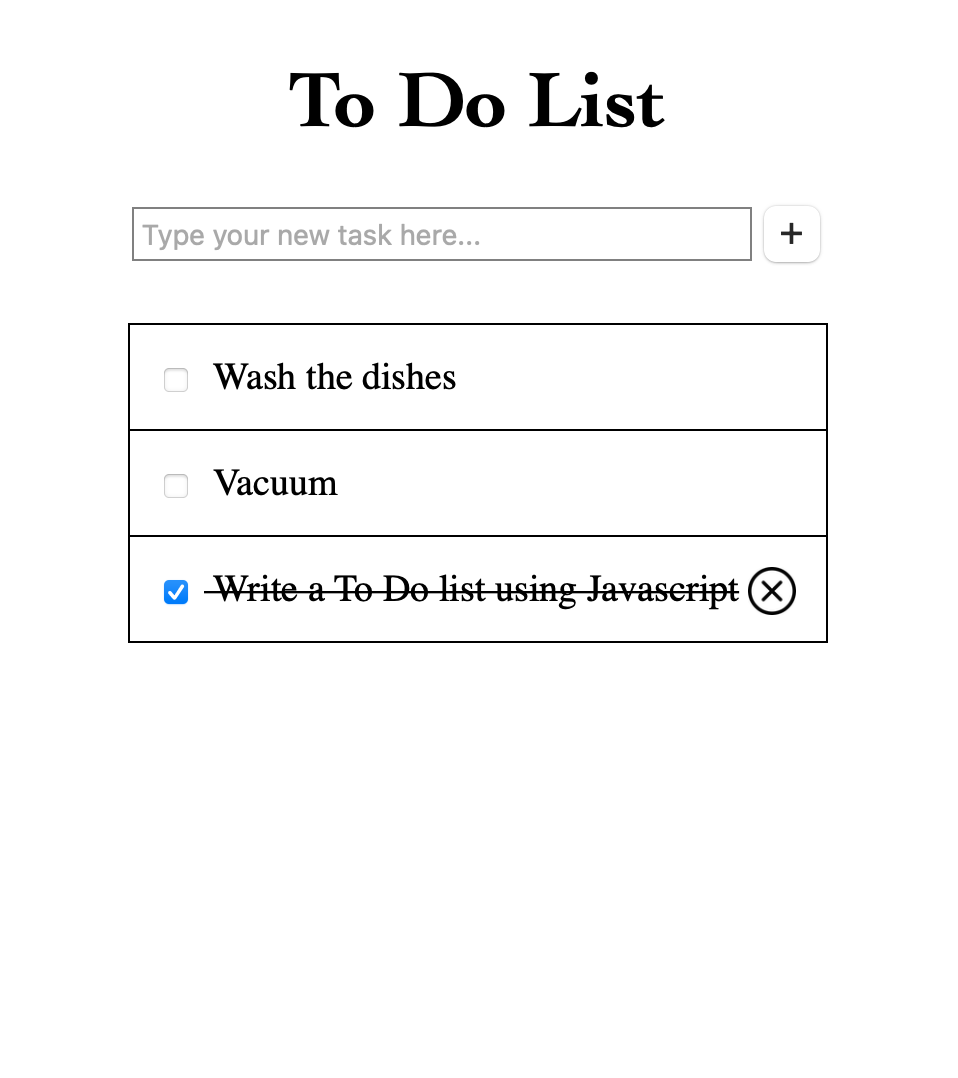 To Do List
Type your new task here...
+
Wash the dishes
Vacuum
Write a To Do list using Javascript